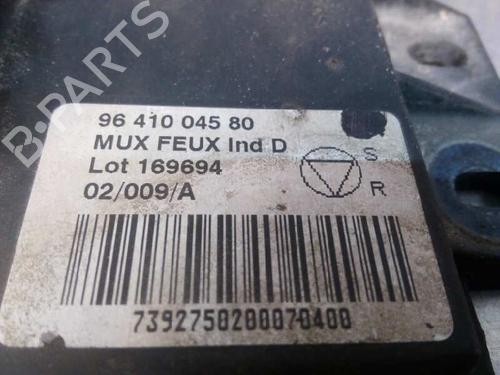 B-PARTS
96 410 045 80
MUX FEUX Ind D
Lot 169694
02/009/A
S
R
7392750200070400